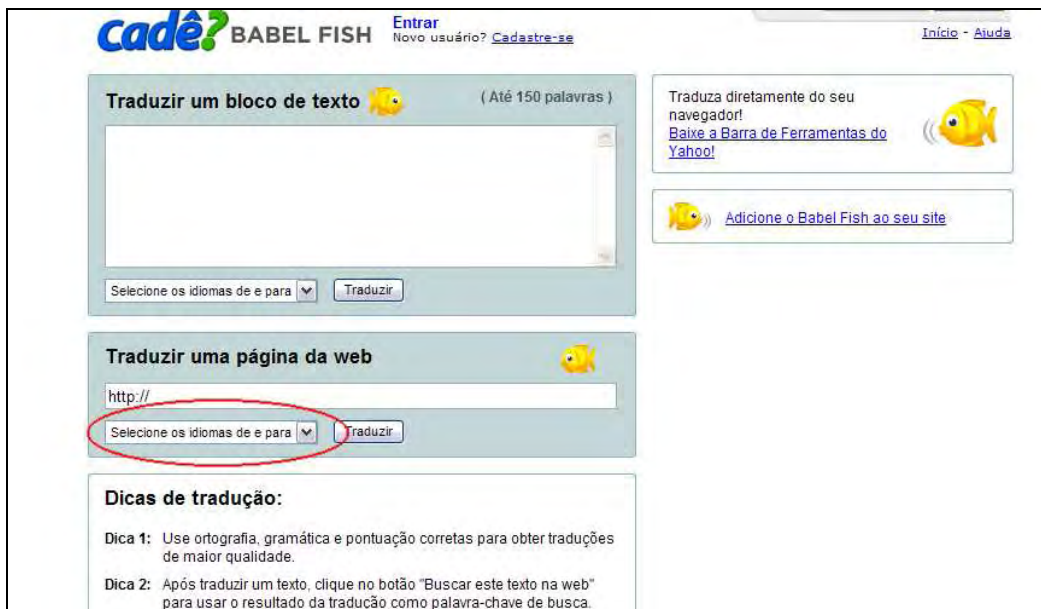 Cadê? BABEL FISH
Entrar
Novo usuário? Cadastre-se
Início - Ajuda
Traduzir um bloco de texto
( Até 150 palavras )
Selecione os idiomas de e para
Traduzir
Traduzir uma página da web
http://
Selecione os idiomas de e para
Traduzir
Dicas de tradução:
Dica 1: Use ortografia, gramática e pontuação corretas para obter traduções
de maior qualidade.
Dica 2: Após traduzir um texto, clique no botão "Buscar este texto na web"
para usar o resultado da tradução como palavra-chave de busca.
Traduza diretamente do seu
navegador!
Baixe a Barra de Ferramentas do
Yahoo!
Adicione o Babel Fish ao seu site